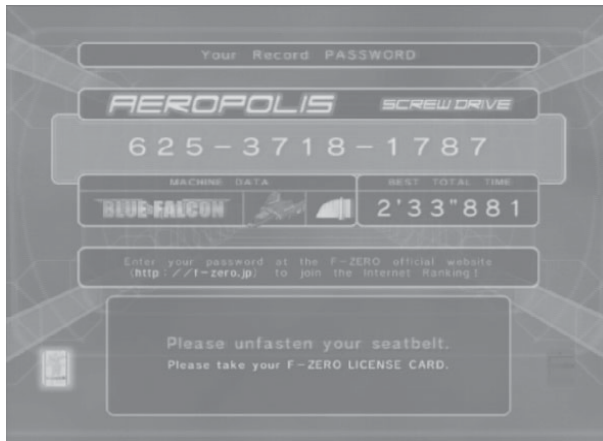 Your Record PASSWORD
AEROPOLIS SCREW DRIVE
625-3718-1787
MACHINE DATA BEST TOTAL TIME
BLUE FALCON 2'33"881
Enter your password at the F-ZERO official website
(http://f-zero.jp) to join the Internet Ranking!
Please unfasten your seatbelt.
Please take your F-ZERO LICENSE CARD.